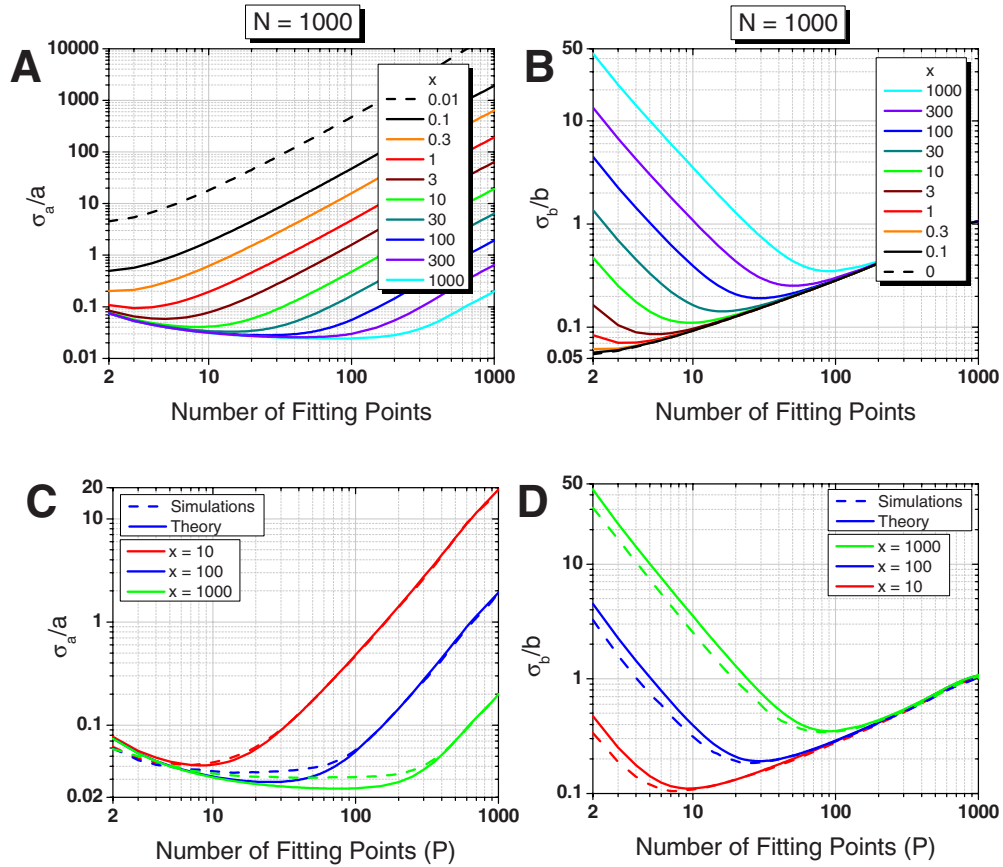 N = 1000
A
10000
1000
100
10
1
0.1
0.01
σa/a
x
0.01
0.1
0.3
1
3
10
30
100
300
1000
2
10
100
1000
Number of Fitting Points
N = 1000
B
50
10
1
0.1
0.05
σb/b
x
1000
300
100
30
10
3
1
0.3
0.1
0
2
10
100
1000
Number of Fitting Points
C
20
10
1
0.1
0.02
σa/a
Simulations
Theory
x = 10
x = 100
x = 1000
2
10
100
1000
Number of Fitting Points (P)
D
50
10
1
0.1
σb/b
Simulations
Theory
x = 1000
x = 100
x = 10
2
10
100
1000
Number of Fitting Points (P)